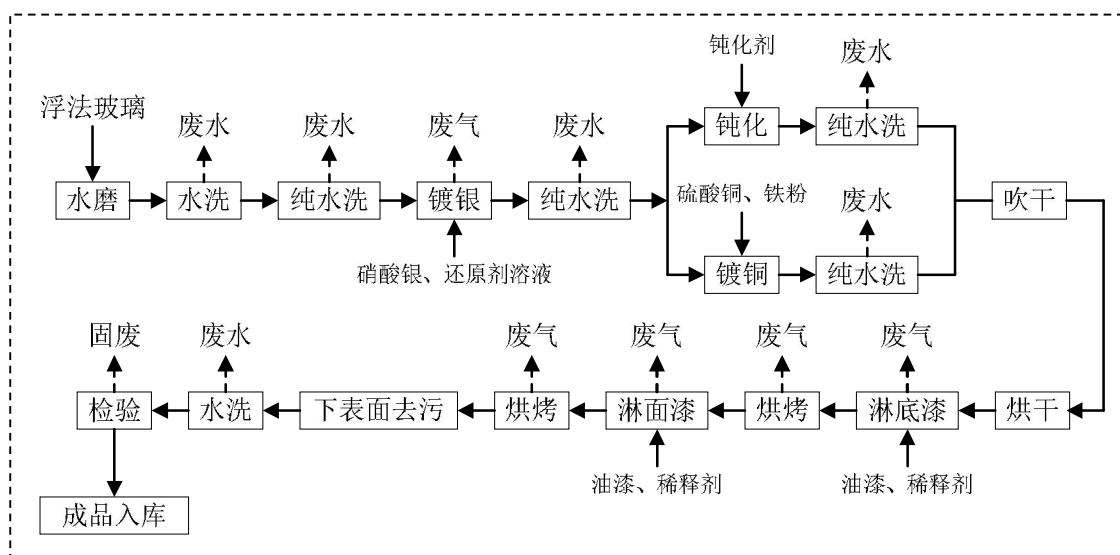 钝化剂
废水
浮法玻璃
废水
废水
废气
废水
钝化
纯水洗
水磨
水洗
纯水洗
镀银
纯水洗
硫酸铜、铁粉
废水
吹干
硝酸银、还原剂溶液
镀铜
纯水洗
固废
废水
废气
废气
废气
废气
检验
水洗
下表面去污
烘烤
淋面漆
烘烤
淋底漆
烘干
油漆、稀释剂
油漆、稀释剂
成品入库